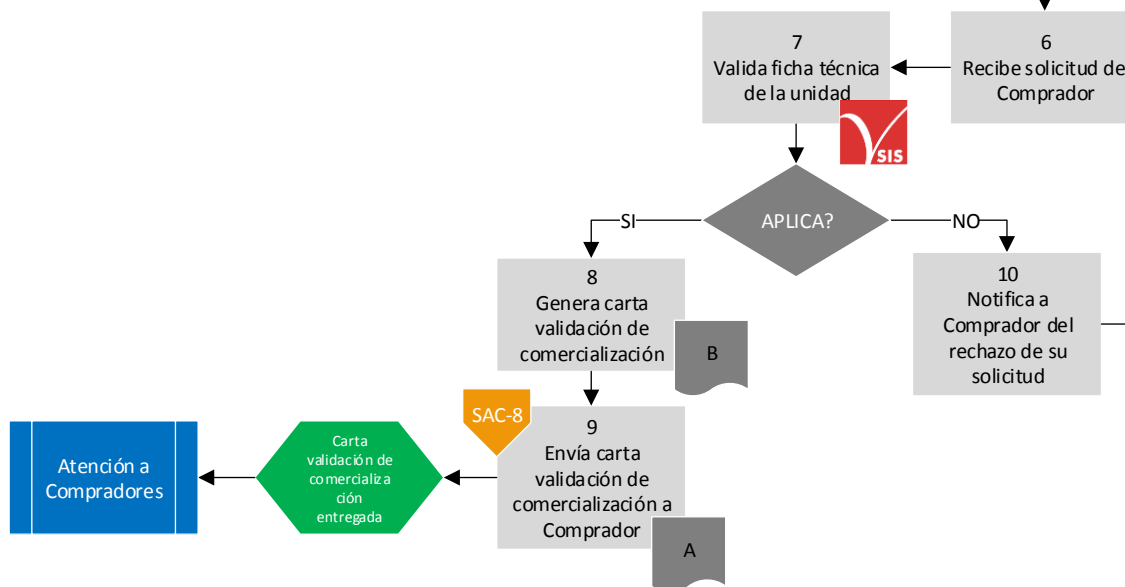 6
Recibe solicitud de
Comprador
7
Valida ficha técnica
de la unidad
SIS
APLICA?
SI
NO
8
Genera carta
validación de
comercialización
B
10
Notifica a
Comprador del
rechazo de su
solicitud
SAC-8
9
Envía carta
validación de
comercialización a
Comprador
A
Carta
validación de
comercializa
ción
entregada
Atención a
Compradores